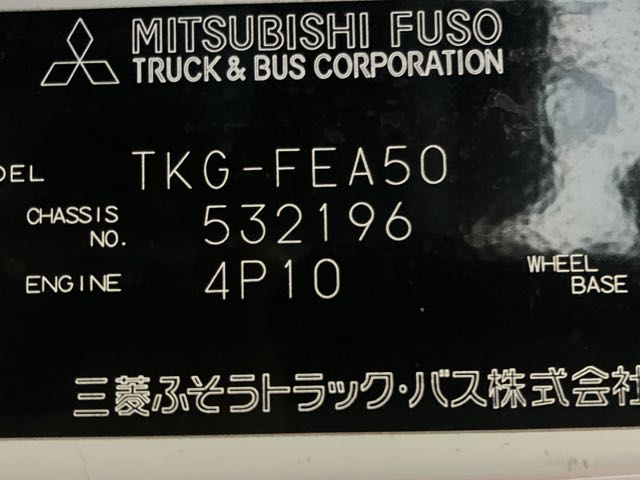 MITSUBISHI FUSO
TRUCK & BUS CORPORATION
DEL TKG-FEA50
CHASSIS NO. 532196
ENGINE 4P10
WHEEL BASE
三菱ふそうトラック・バス株式会社